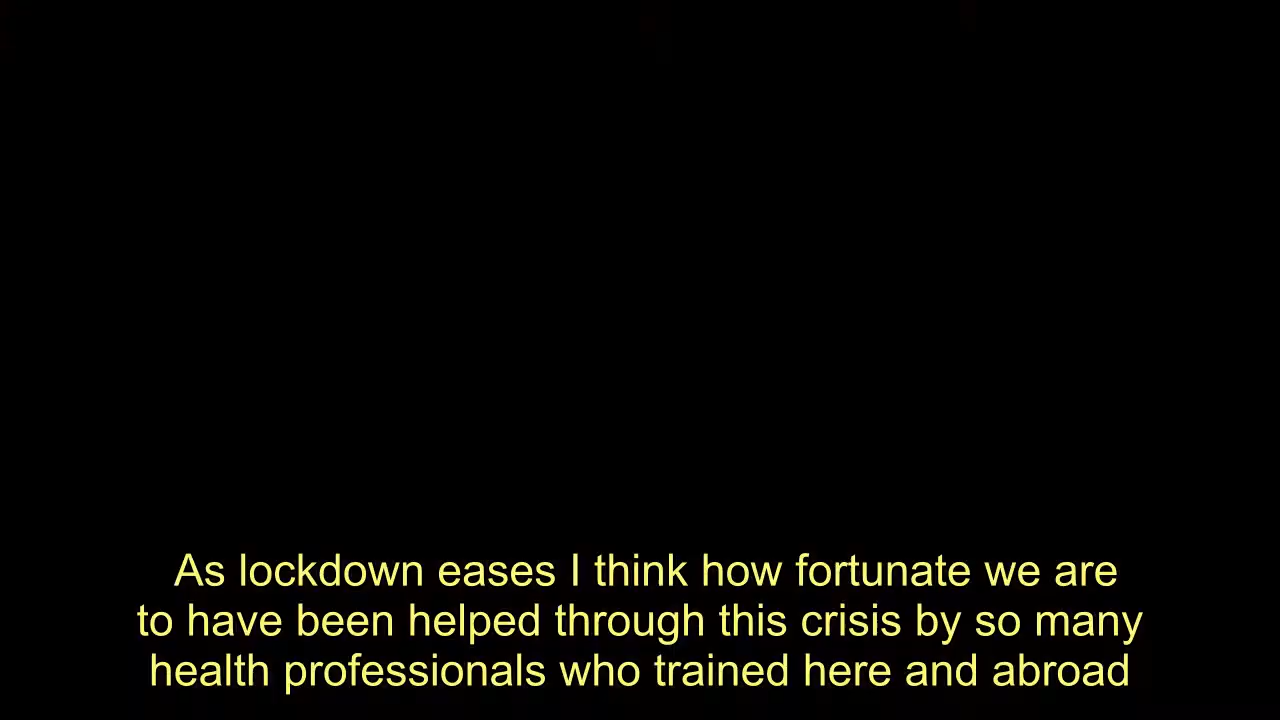 As lockdown eases I think how fortunate we are
to have been helped through this crisis by so many
health professionals who trained here and abroad